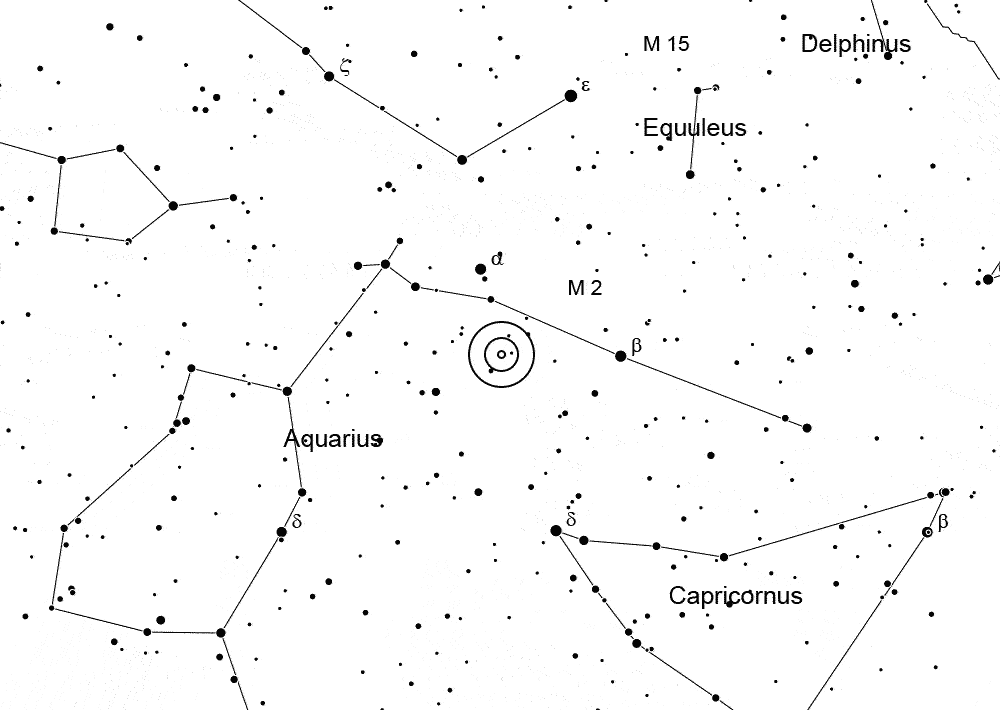 M 15
Delphinus
ζ
ε
Equuleus
α
M 2
β
Aquarius
δ
δ
β
Capricornus